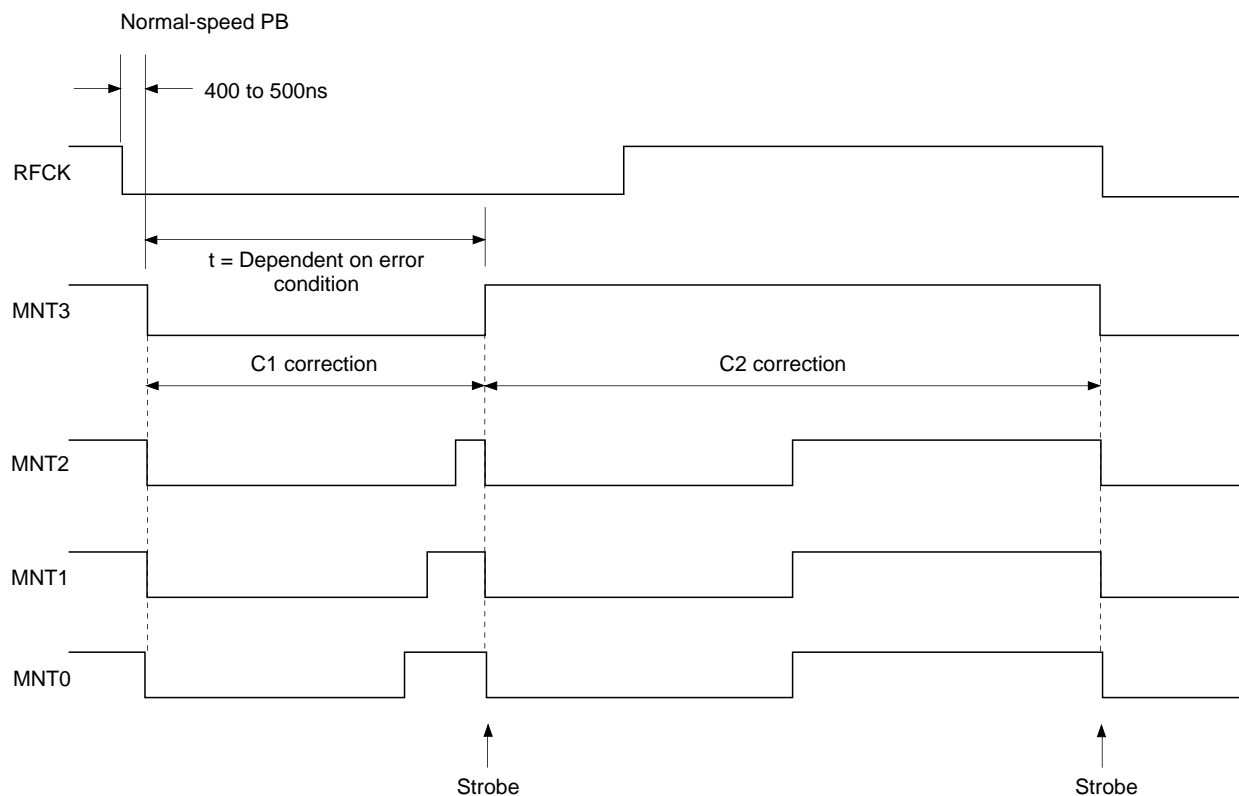 Normal-speed PB
400 to 500ns
RFCK
t = Dependent on error
condition
MNT3
C1 correction
C2 correction
MNT2
MNT1
MNT0
Strobe
Strobe